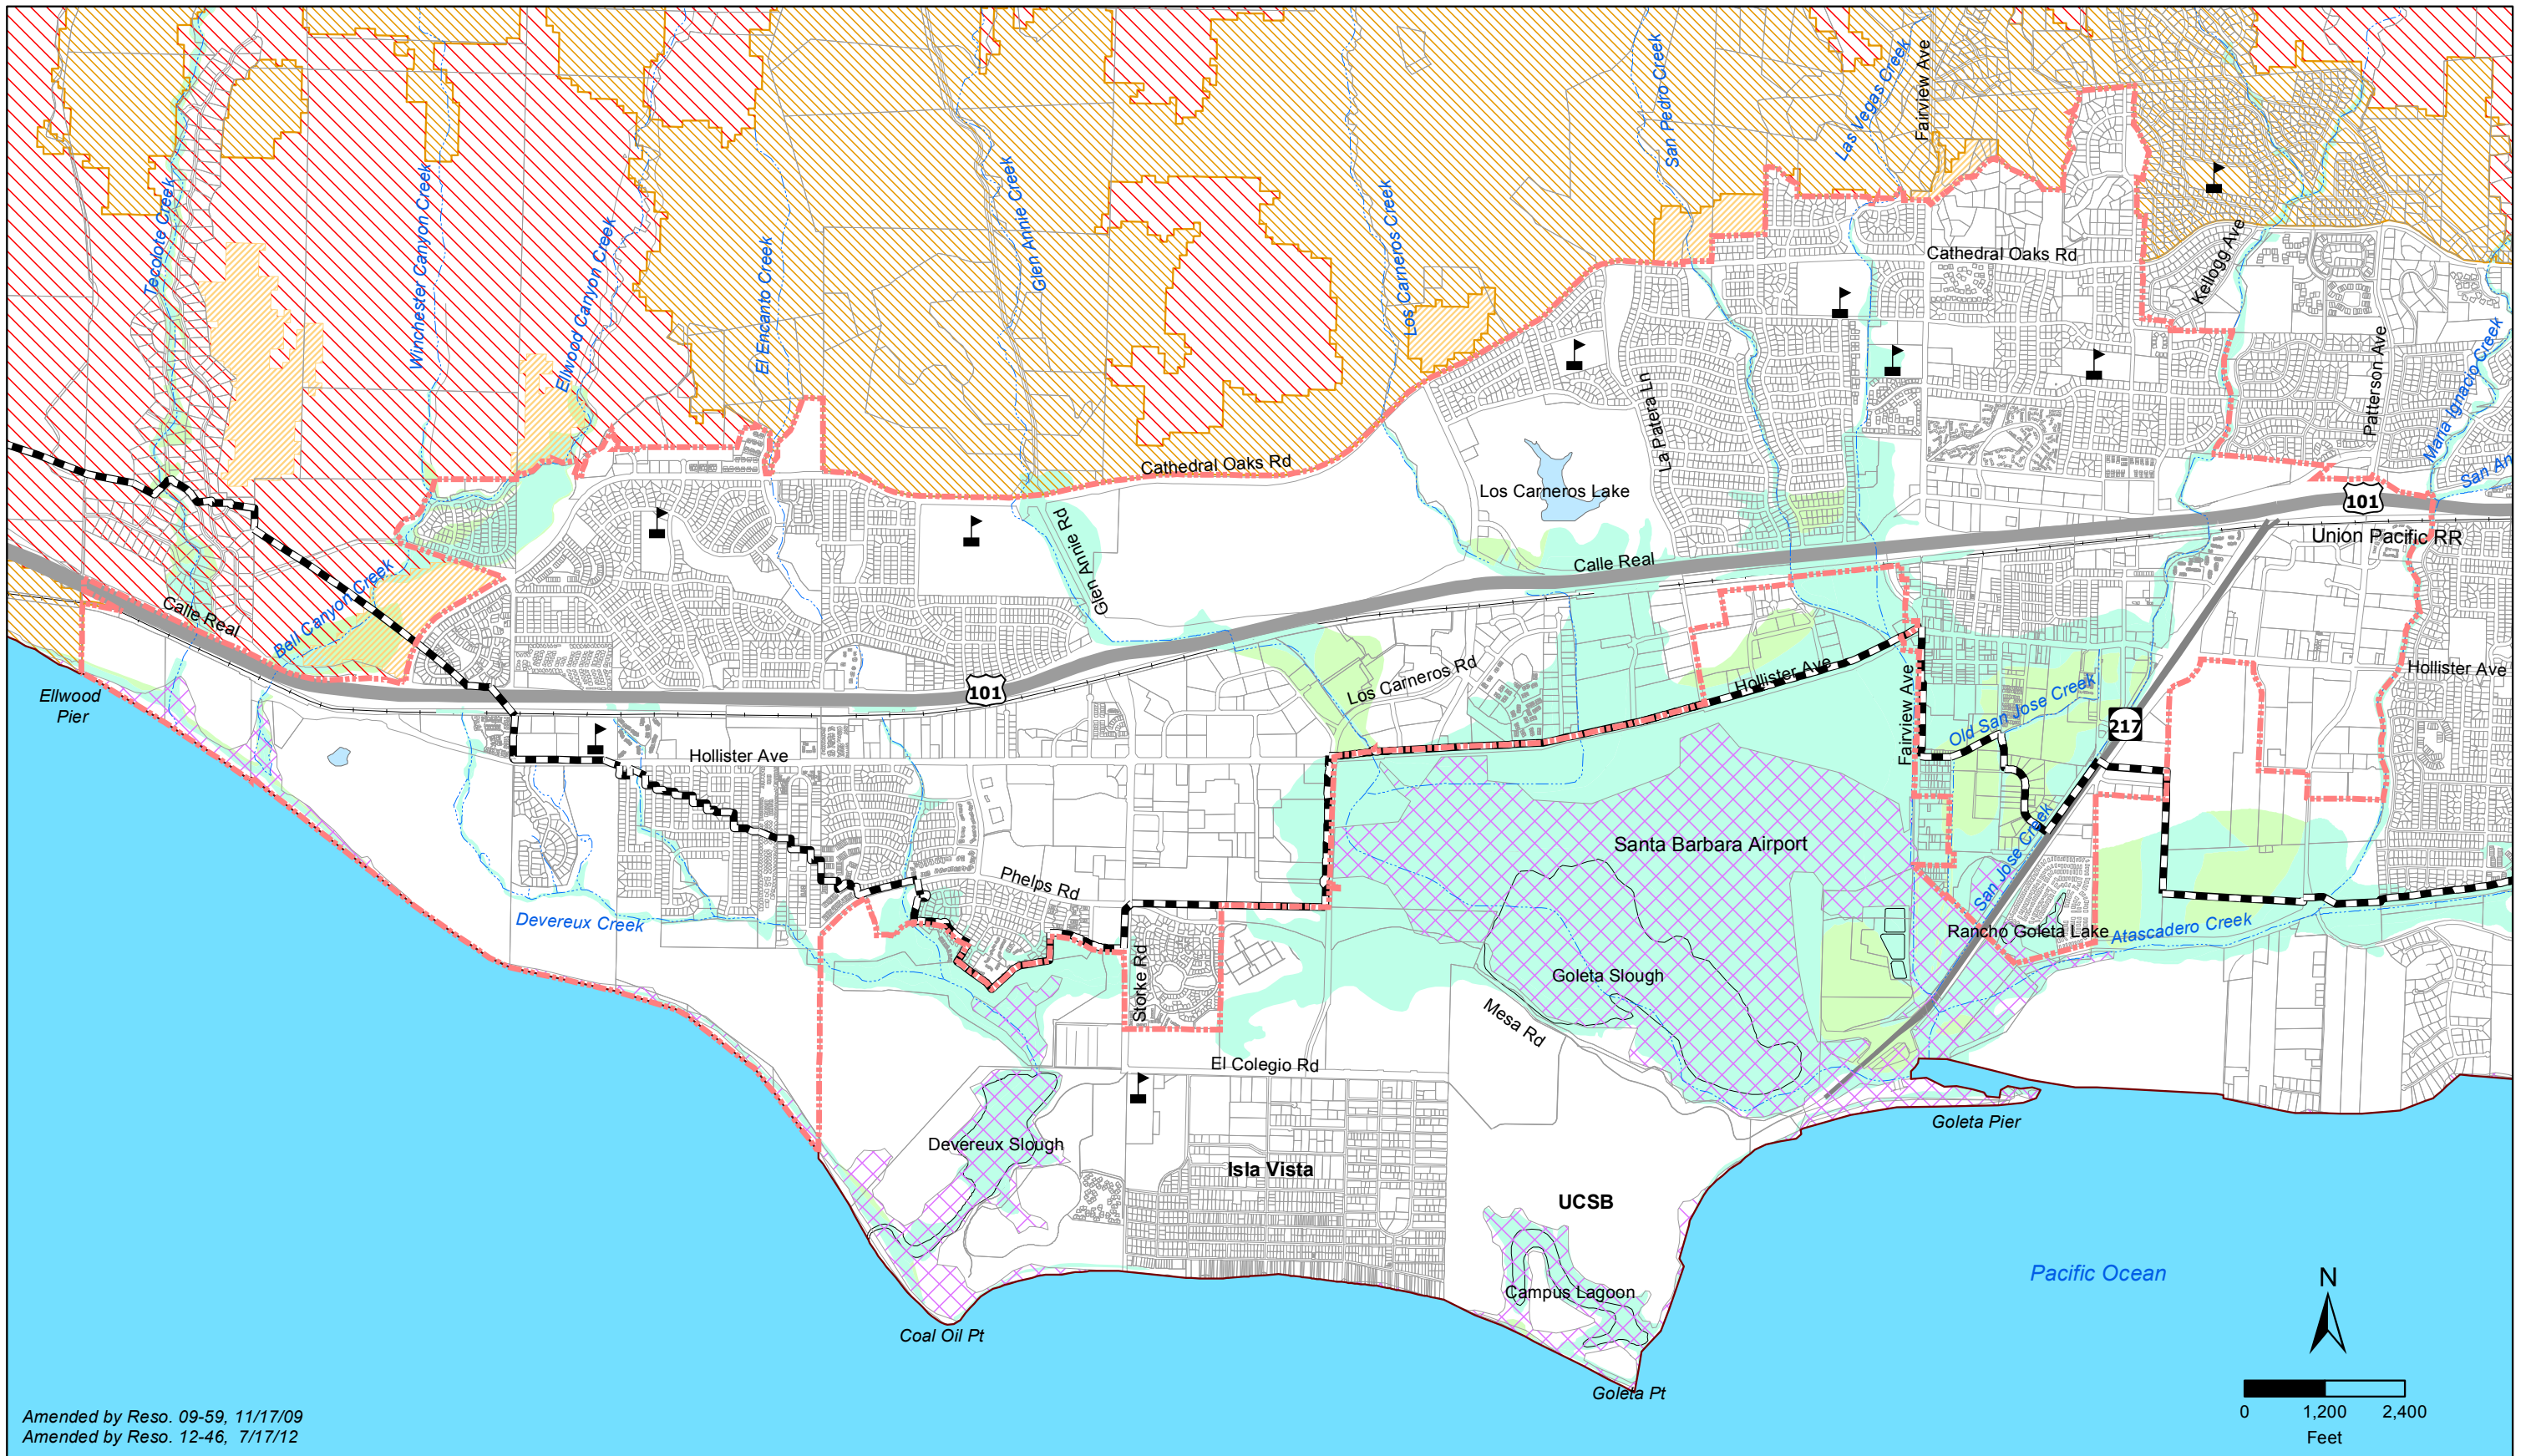 Tecolote Creek
Winchester Canyon Creek
Ellwood Canyon Creek
El Encanto Creek
Glen Annie Creek
Los Carneros Creek
San Pedro Creek
Las Vegas Creek
Fairview Ave
Cathedral Oaks Rd
Kellogg Ave
Patterson Ave
Maria Ignacio Creek
San An
La Patera Ln
Cathedral Oaks Rd
Los Carneros Lake
101
Union Pacific RR
Glen Annie Rd
Calle Real
Calle Real
Bell Canyon Creek
Ellwood
Pier
101
Los Carneros Rd
Hollister Ave
Hollister Ave
Fairview Ave
Old San Jose Creek
217
Hollister Ave
Santa Barbara Airport
San Jose Creek
Phelps Rd
Devereux Creek
Rancho Goleta Lake
Atascadero Creek
Storke Rd
Goleta Slough
Mesa Rd
El Colegio Rd
Goleta Pier
Devereux Slough
Isla Vista
UCSB
Pacific Ocean
N
Campus Lagoon
Coal Oil Pt
Goleta Pt
0 1,200 2,400
Feet
Amended by Reso. 09-59, 11/17/09
Amended by Reso. 12-46, 7/17/12